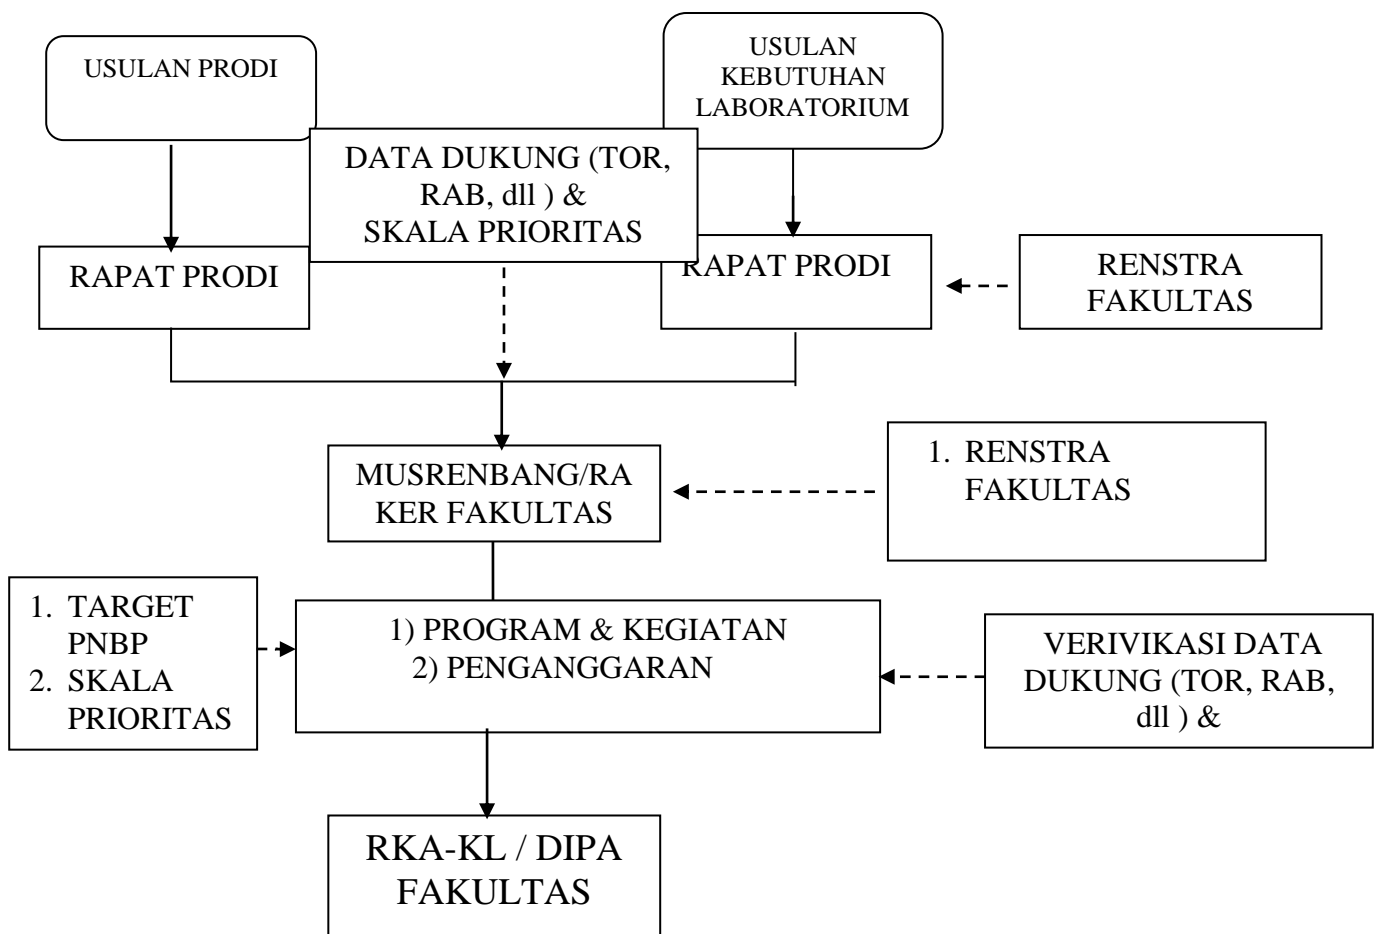 USULAN PRODI
USULAN
KEBUTUHAN
LABORATORIUM
DATA DUKUNG (TOR,
RAB, dll ) &
SKALA PRIORITAS
RAPAT PRODI
RAPAT PRODI
RENSTRA
FAKULTAS
MUSRENBANG/RA
KER FAKULTAS
1. RENSTRA
FAKULTAS
1. TARGET
PNBP
2. SKALA
PRIORITAS
1) PROGRAM & KEGIATAN
2) PENGANGGARAN
VERIVIKASI DATA
DUKUNG (TOR, RAB,
dll ) &
RKA-KL / DIPA
FAKULTAS